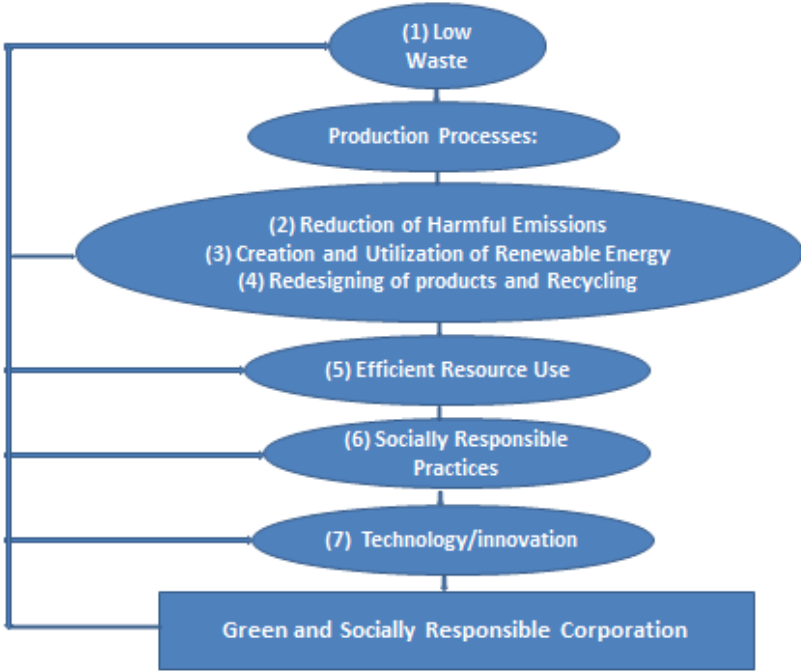 (1) Low
Waste
Production Processes:
(2) Reduction of Harmful Emissions
(3) Creation and Utilization of Renewable Energy
(4) Redesigning of products and Recycling
(5) Efficient Resource Use
(6) Socially Responsible
Practices
(7) Technology/innovation
Green and Socially Responsible Corporation